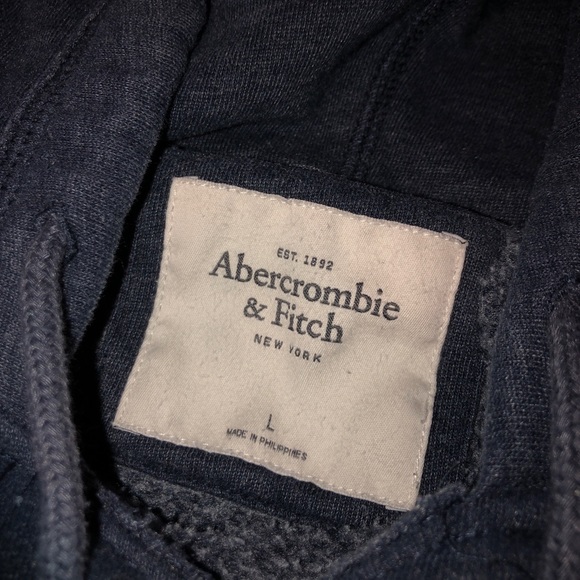 EST. 1892
Abercrombie
& Fitch
NEW YORK
L
MADE IN PHILIPPINES